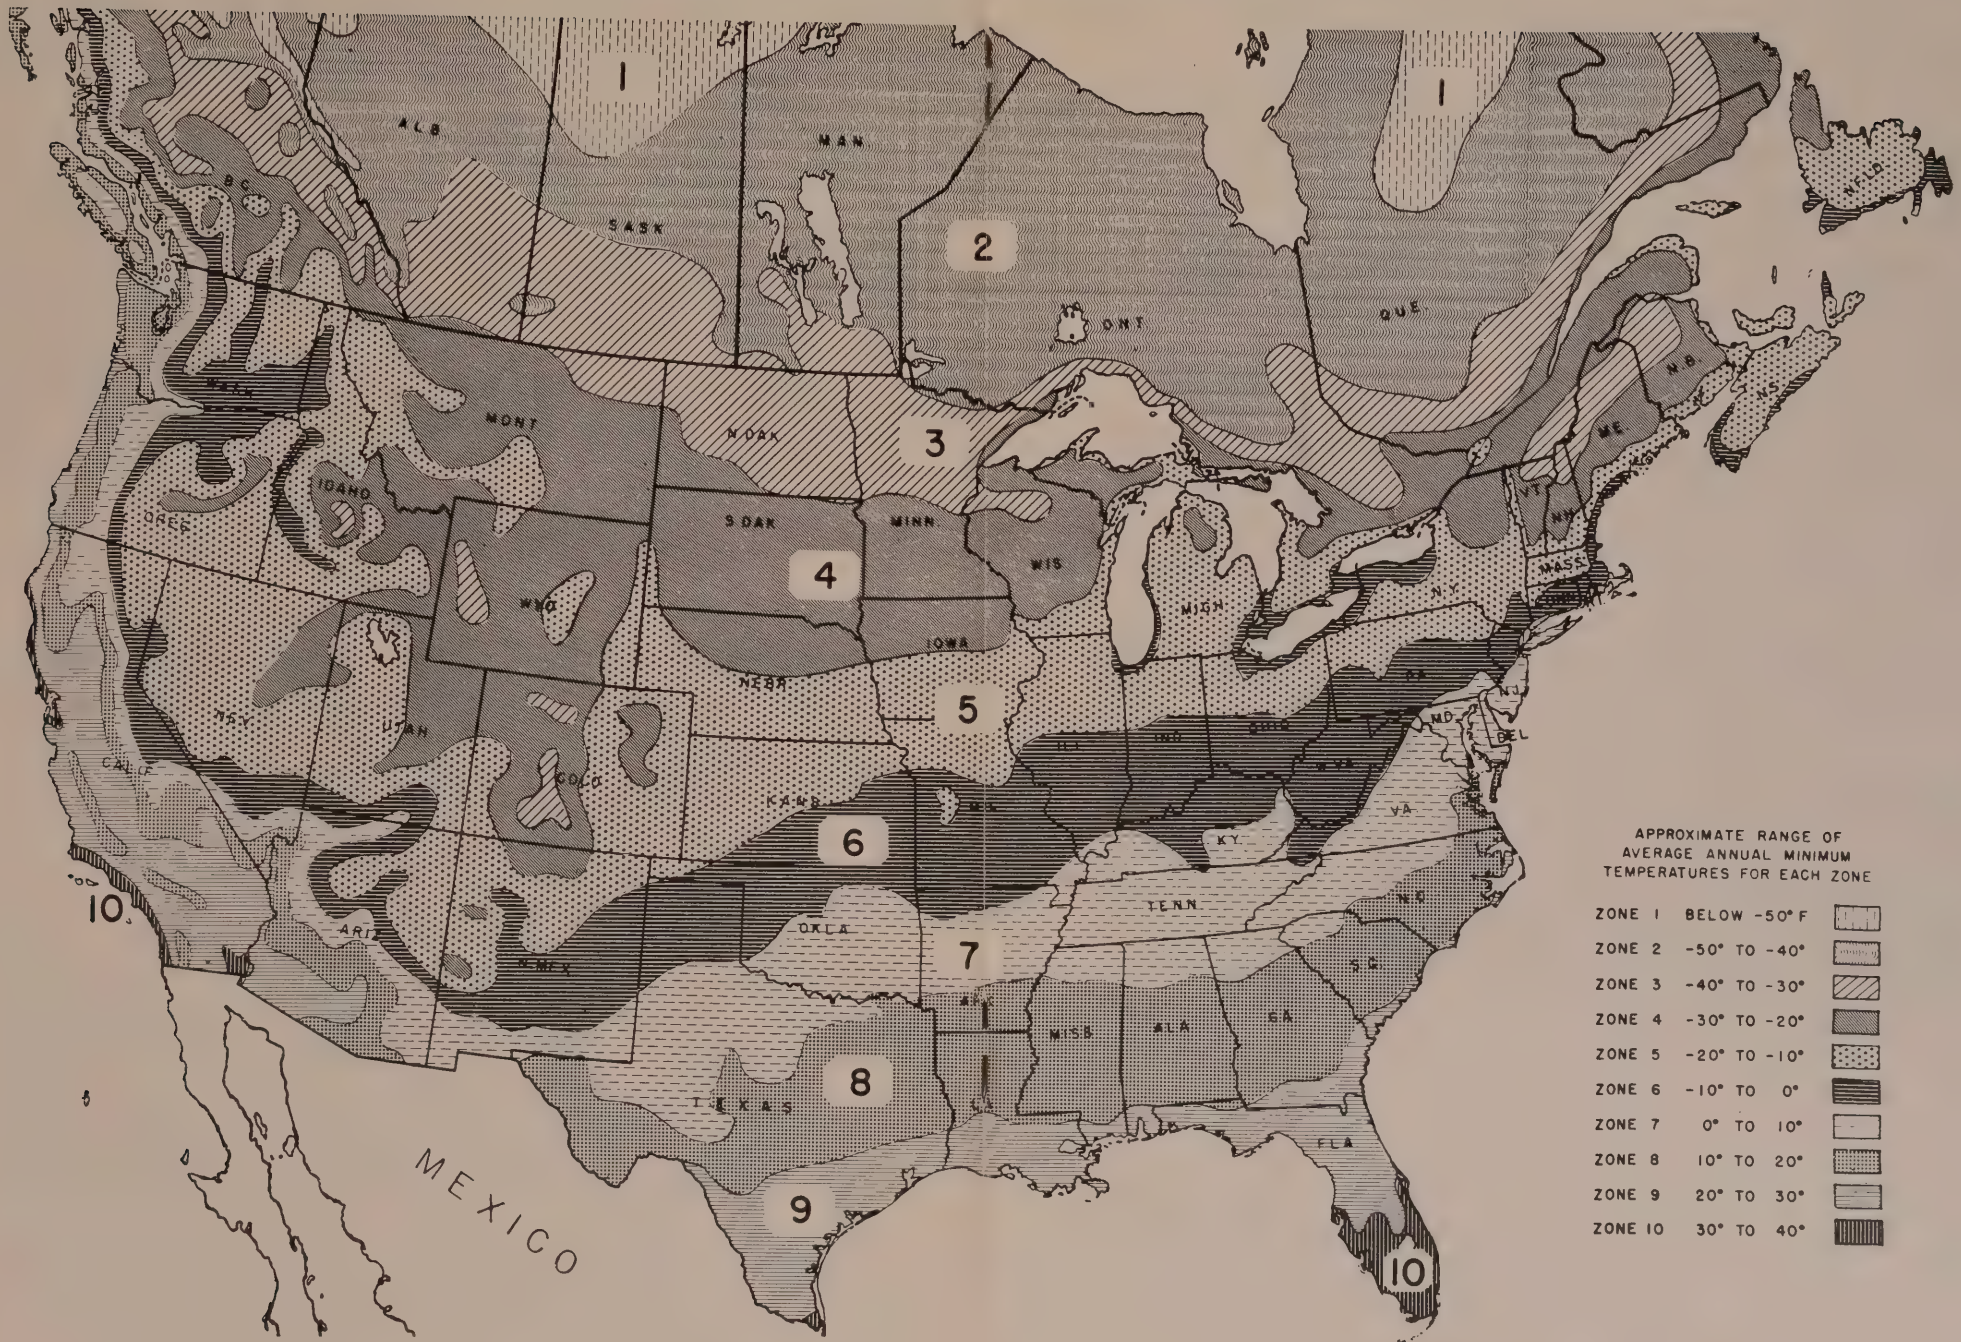 1
1
ALB.
MAN.
B.C.
NFLD.
SASK
2
ONT.
QUE.
N.B.
N.S.
WASH
MONT
N.DAK
3
ME.
IDAHO
VT.
N.H.
OREG
S.DAK
MINN.
WIS
4
MASS.
WYO
MICH
N.Y.
CONN
IOWA
NEBR
PA.
N.J.
5
NEV
UTAH
ILL
IND
OHIO
MD.
DEL
W.VA.
CALIF
COLO
KANS
VA.
6
KY.
10
ARIZ
N.MEX
OKLA
TENN
N.C.
7
S.C.
MISS
ALA
GA
8
TEXAS
LA
FLA
9
MEXICO
10
APPROXIMATE RANGE OF
AVERAGE ANNUAL MINIMUM
TEMPERATURES FOR EACH ZONE
ZONE 1 BELOW -50° F
ZONE 2 -50° TO -40°
ZONE 3 -40° TO -30°
ZONE 4 -30° TO -20°
ZONE 5 -20° TO -10°
ZONE 6 -10° TO 0°
ZONE 7 0° TO 10°
ZONE 8 10° TO 20°
ZONE 9 20° TO 30°
ZONE 10 30° TO 40°